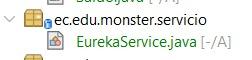 ec.edu.monster.servicio
EurekaService.java [-/A]